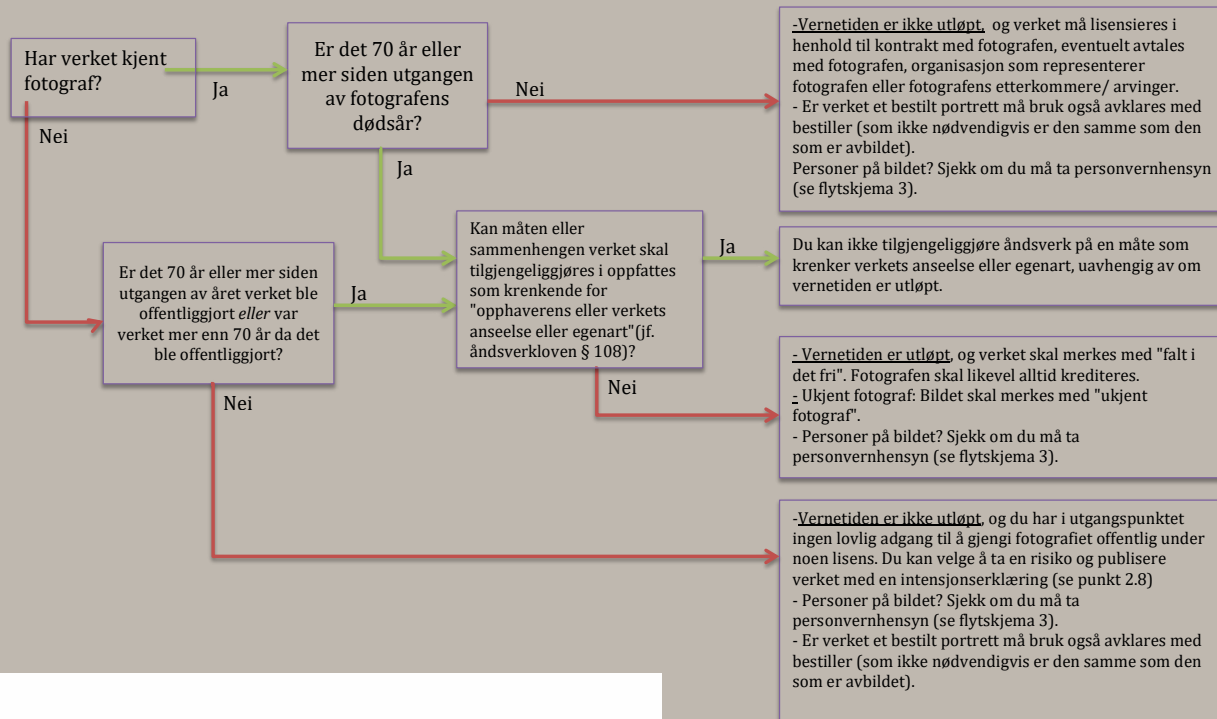 Har verket kjent
fotograf?
Ja
Nei
Er det 70 år eller
mer siden utgangen
av fotografens
dødsår?
Nei
Ja
-Vernetiden er ikke utløpt, og verket må lisensieres i
henhold til kontrakt med fotografen, eventuelt avtales
med fotografen, organisasjon som representerer
fotografen eller fotografens etterkommere/ arvinger.
- Er verket et bestilt portrett må bruk også avklares med
bestiller (som ikke nødvendigvis er den samme som den
som er avbildet).
Personer på bildet? Sjekk om du må ta personvernhensyn
(se flytskjema 3).
Er det 70 år eller mer siden
utgangen av året verket ble
offentliggjort eller var
verket mer enn 70 år da det
ble offentliggjort?
Ja
Nei
Kan måten eller
sammenhengen verket skal
tilgjengeliggjøres i oppfattes
som krenkende for
"opphaverens eller verkets
anseelse eller egenart"(jf.
åndsverkloven § 108)?
Ja
Nei
Du kan ikke tilgjengeliggjøre åndsverk på en måte som
krenker verkets anseelse eller egenart, uavhengig av om
vernetiden er utløpt.
- Vernetiden er utløpt, og verket skal merkes med "falt i
det fri". Fotografen skal likevel alltid krediteres.
- Ukjent fotograf: Bildet skal merkes med "ukjent
fotograf".
- Personer på bildet? Sjekk om du må ta
personvernhensyn (se flytskjema 3).
-Vernetiden er ikke utløpt, og du har i utgangspunktet
ingen lovlig adgang til å gjengi fotografiet offentlig under
noen lisens. Du kan velge å ta en risiko og publisere
verket med en intensjonserklæring (se punkt 2.8)
- Personer på bildet? Sjekk om du må ta
personvernhensyn (se flytskjema 3).
- Er verket et bestilt portrett må bruk også avklares med
bestiller (som ikke nødvendigvis er den samme som den
som er avbildet).